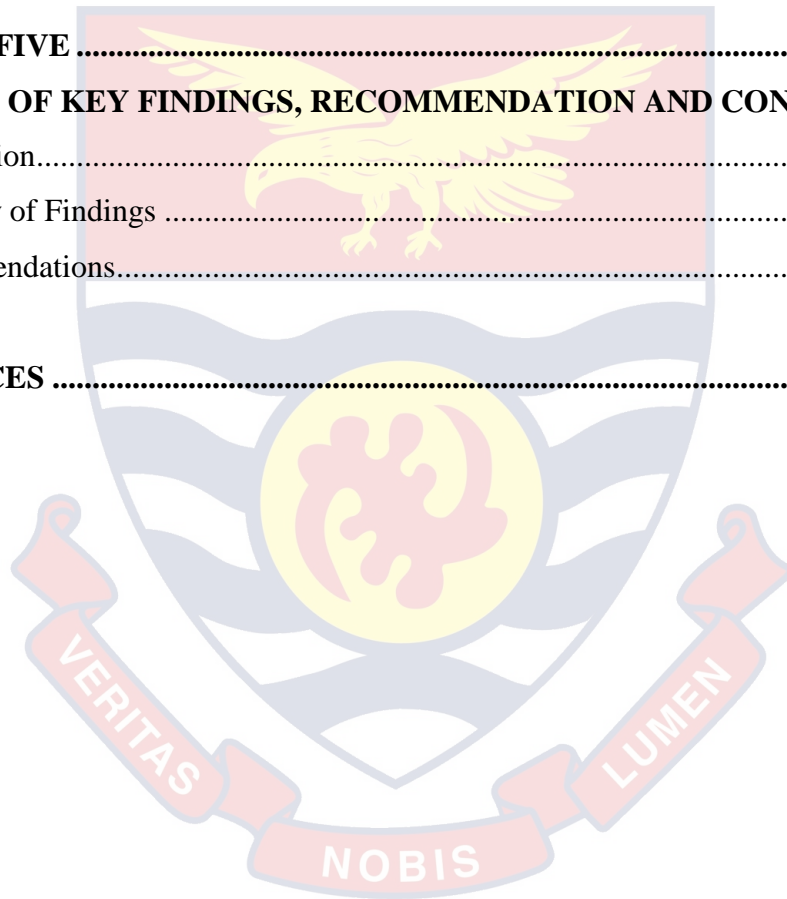 FIVE ....................................................................................................
OF KEY FINDINGS, RECOMMENDATION AND CON
ion....................................................................................................
of Findings ....................................................................................................
endations....................................................................................................
CES ....................................................................................................
VERITAS
NOBIS
LUMEN